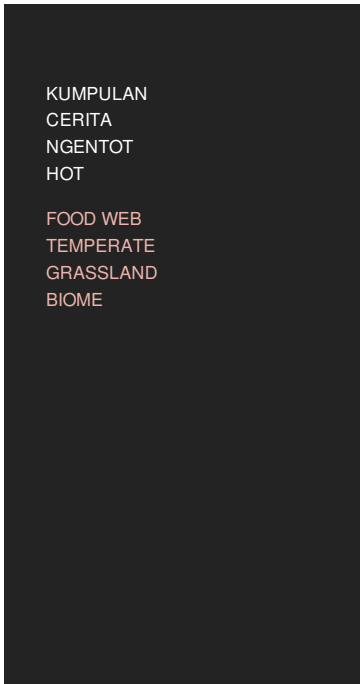 KUMPULAN
CERITA
NGENTOT
HOT
FOOD WEB
TEMPERATE
GRASSLAND
BIOME